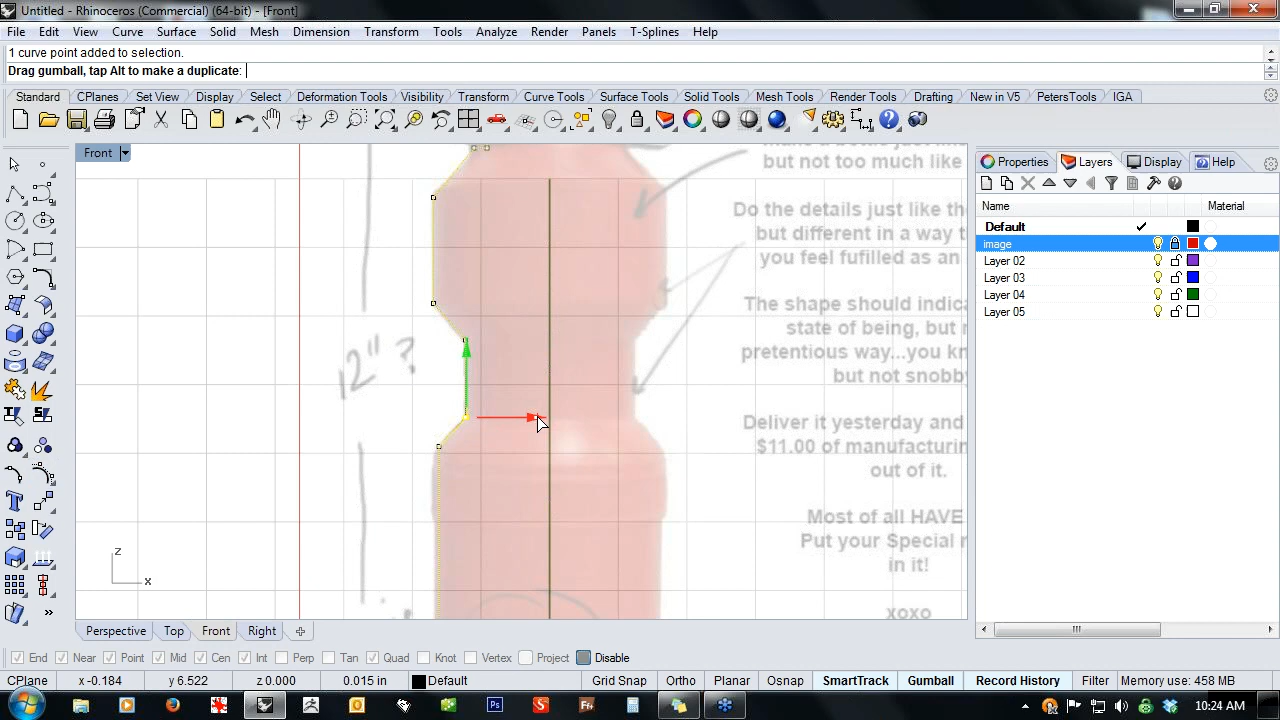 Untitled - Rhinoceros (Commercial) (64-bit) - [Front]
File Edit View Curve Surface Solid Mesh Dimension Transform Tools Analyze Render Panels T-Splines Help
1 curve point added to selection.
Drag gumball, tap Alt to make a duplicate:
Standard CPlanes Set View Display Select Deformation Tools Visibility Transform Curve Tools Surface Tools Solid Tools Mesh Tools Render Tools Drafting New in V5 PetersTools IGA
Front
but not too much like
Do the details just like th
but different in a way t
you feel fufilled as an
The shape should indic
state of being, but
pretentious way...you kn
but not snobby
Deliver it yesterday and
$11.00 of manufacturin
out of it.
Most of all HAVE
Put your Special
in it!
xoxo
12" ?
z
x
Properties Layers Display Help
Name Material
Default
image
Layer 02
Layer 03
Layer 04
Layer 05
Perspective Top Front Right
End Near Point Mid Cen Int Perp Tan Quad Knot Vertex Project Disable
CPlane x -0.184 y 6.522 z 0.000 0.015 in Default Grid Snap Ortho Planar Osnap SmartTrack Gumball Record History Filter Memory use: 458 MB
10:24 AM